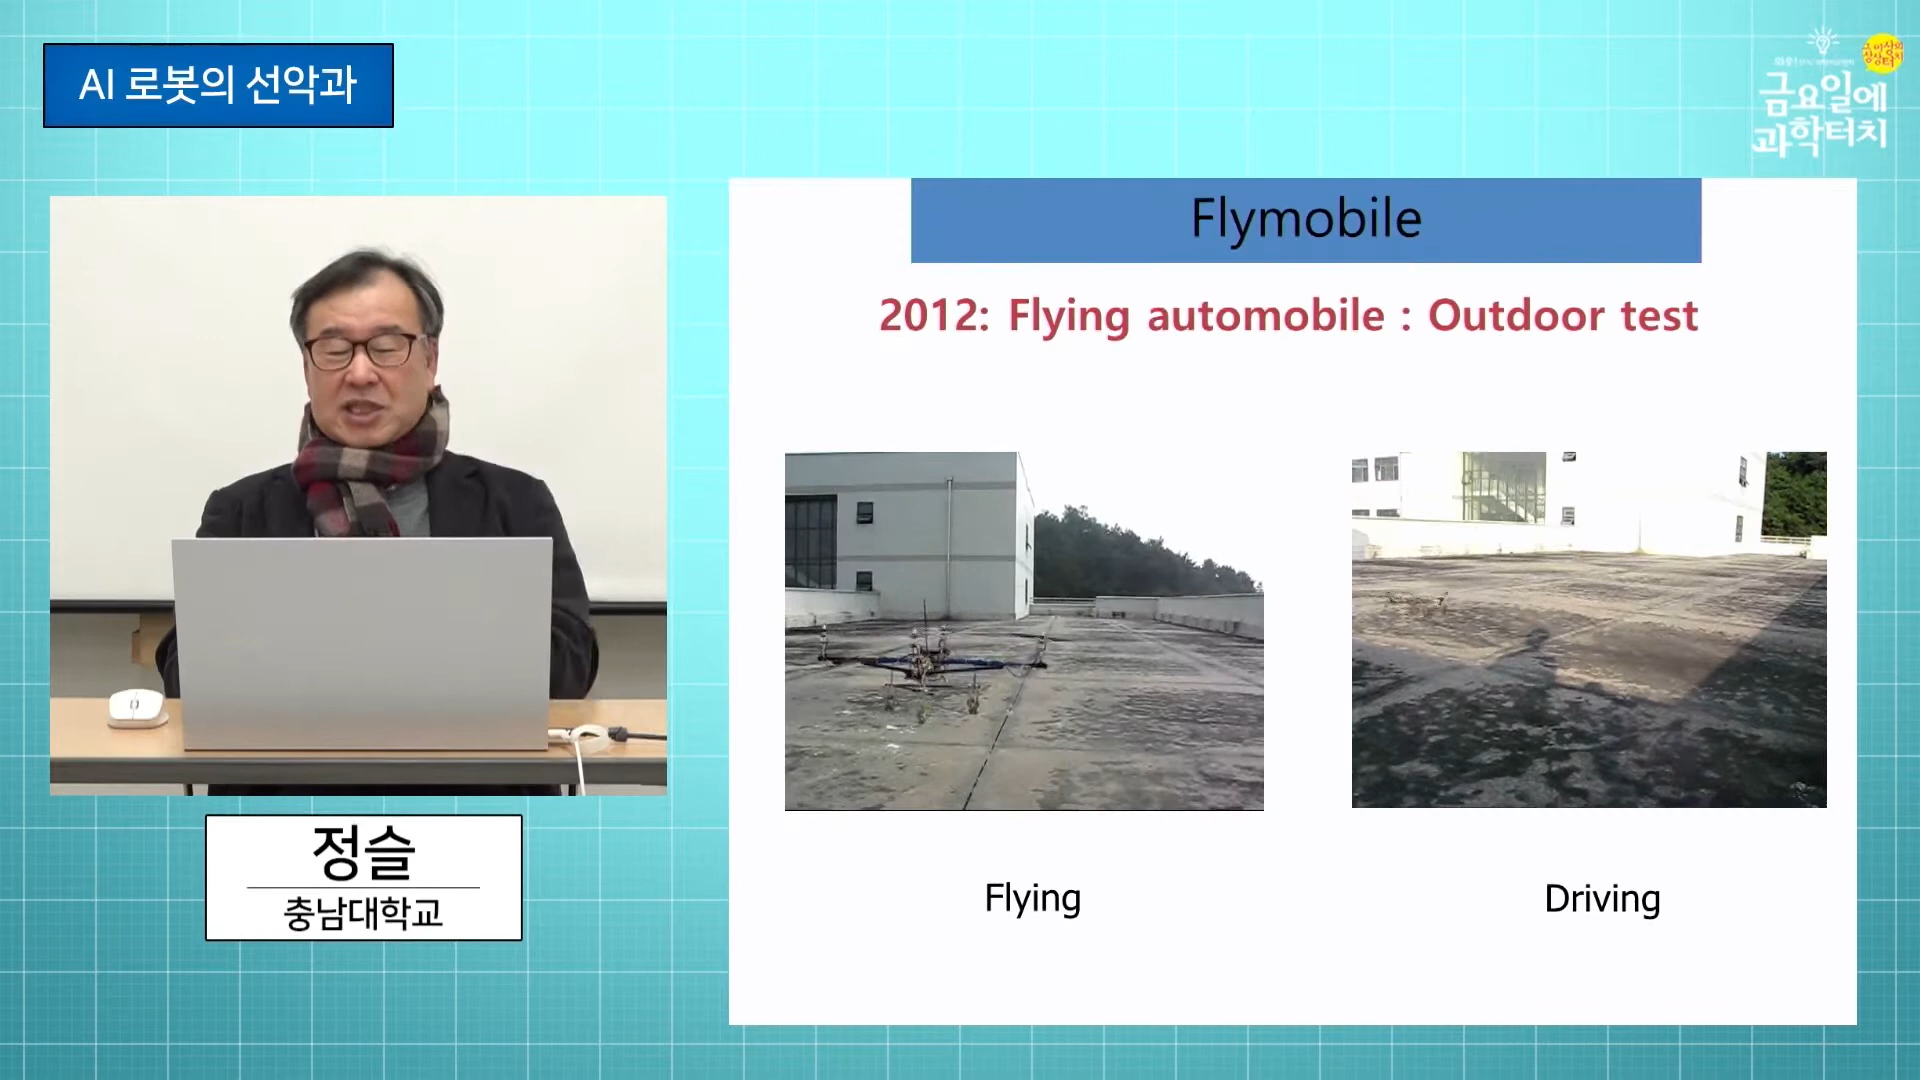 AI 로봇의 선악과
금요일에
과학터치
Flymobile
2012: Flying automobile : Outdoor test
Flying
Driving
정슬
충남대학교